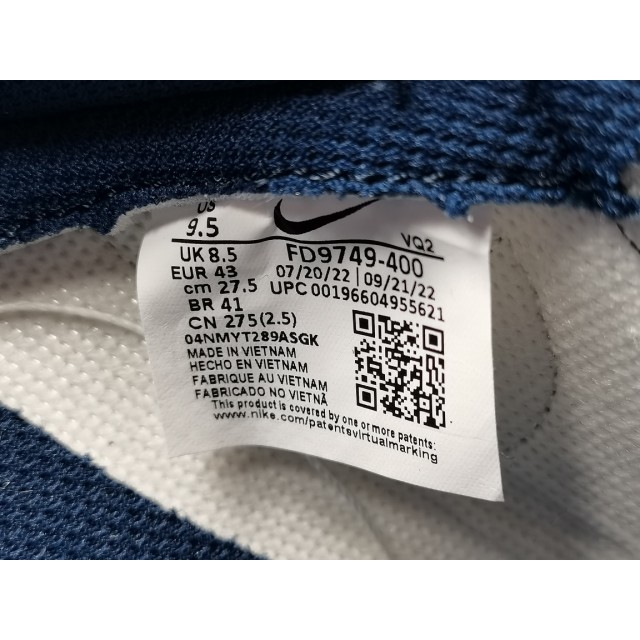 US
9.5
VQ2
UK 8.5
FD9749-400
EUR 43
07/20/22 | 09/21/22
cm 27.5
UPC 00196604955621
BR 41
CN 275(2.5)
04NMYT289ASGK
MADE IN VIETNAM
HECHO EN VIETNAM
FABRIQUE AU VIETNAM
FABRICADO NO VIETNÃ
This product is covered by one or more patents:
www.nike.com/patentsvirtualmarking